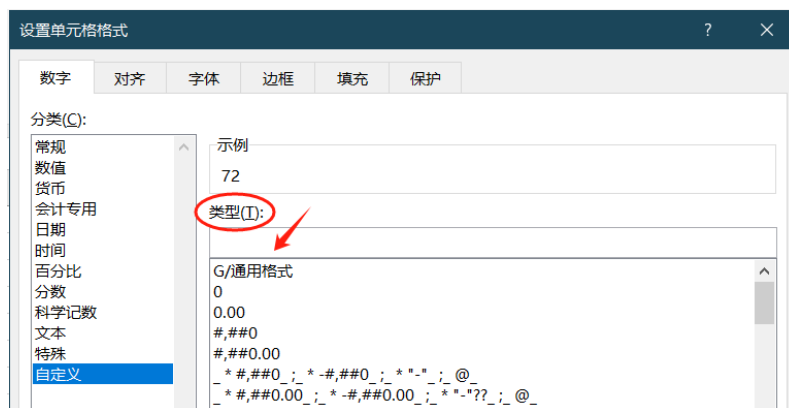 设置单元格格式 ? ×
数字 对齐 字体 边框 填充 保护
分类(C):
常规
数值
货币
会计专用
日期
时间
百分比
分数
科学记数
文本
特殊
自定义
示例
72
类型(T):
G/通用格式
0
0.00
#,##0
#,##0.00
_ * #,##0_ ;_ * -#,##0_ ;_ * "-"_ ;_ @_
_ * #,##0.00_ ;_ * -#,##0.00_ ;_ * "-"??_ ;_ @_